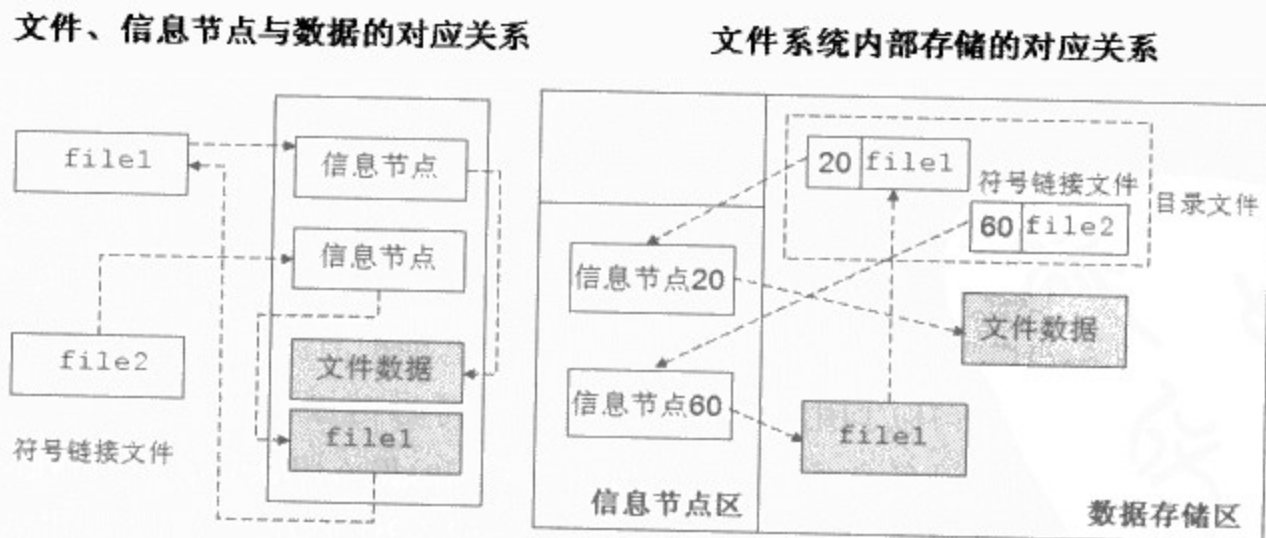 文件、信息节点与数据的对应关系
文件系统内部存储的对应关系
file1
信息节点
信息节点
file2
文件数据
file1
符号链接文件
20 file1
符号链接文件
60 file2
目录文件
信息节点20
文件数据
信息节点60
file1
信息节点区
数据存储区